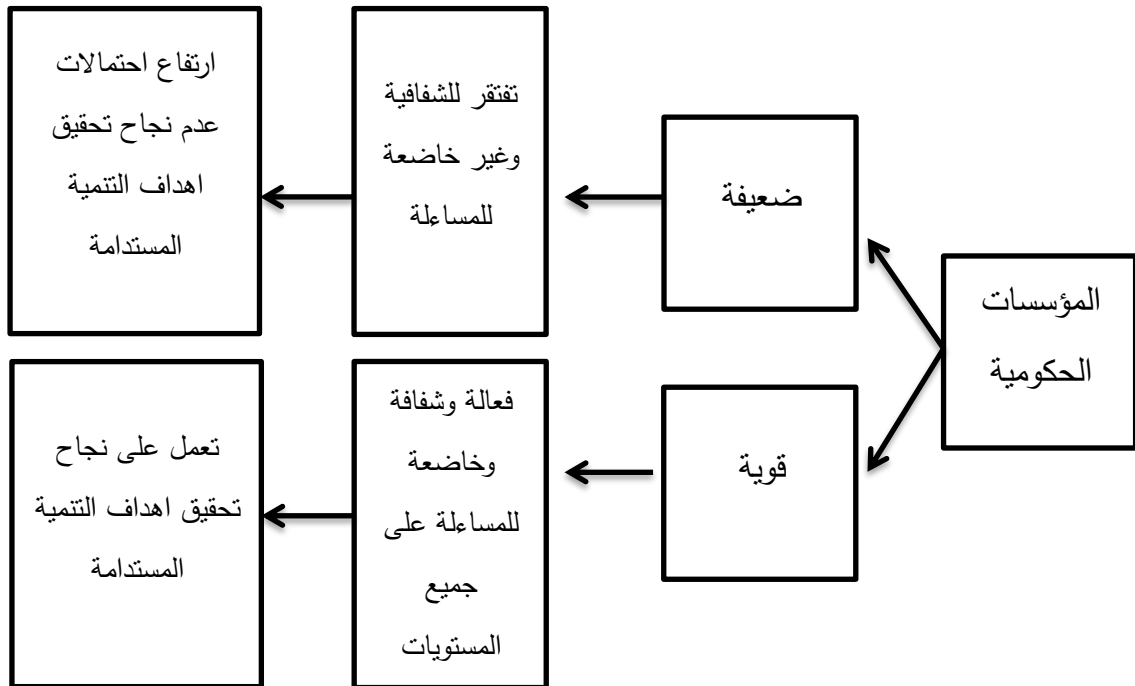 المؤسسات
الحكومية
ضعيفة
تفتقر للشفافية
وغير خاضعة
للمساءلة
ارتفاع احتمالات
عدم نجاح تحقيق
اهداف التنمية
المستدامة
قوية
فعالة وشفافة
وخاضعة
للمساءلة على
جميع
المستويات
تعمل على نجاح
تحقيق اهداف التنمية
المستدامة